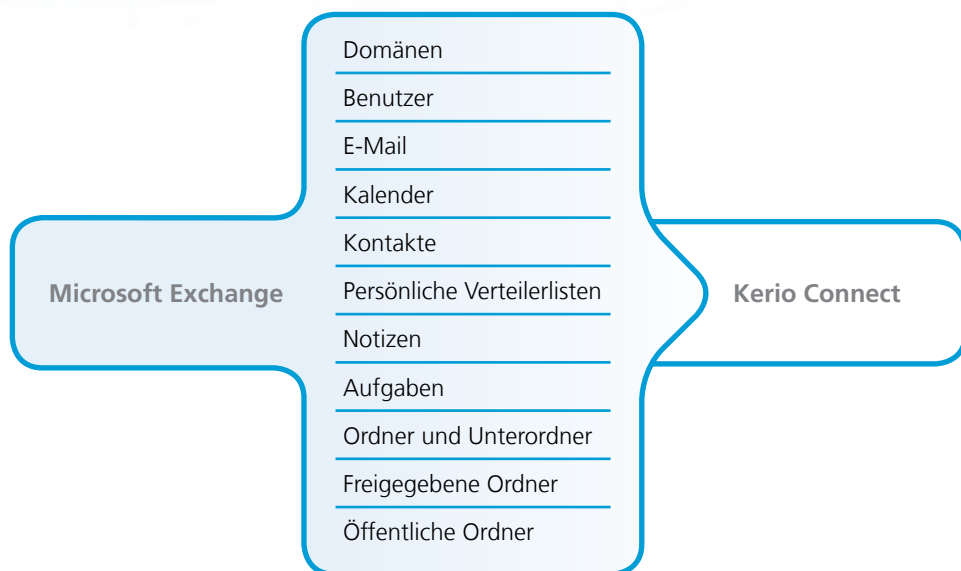 Domänen
Benutzer
E-Mail
Kalender
Kontakte
Microsoft Exchange
Persönliche Verteilerlisten
Kerio Connect
Notizen
Aufgaben
Ordner und Unterordner
Freigegebene Ordner
Öffentliche Ordner